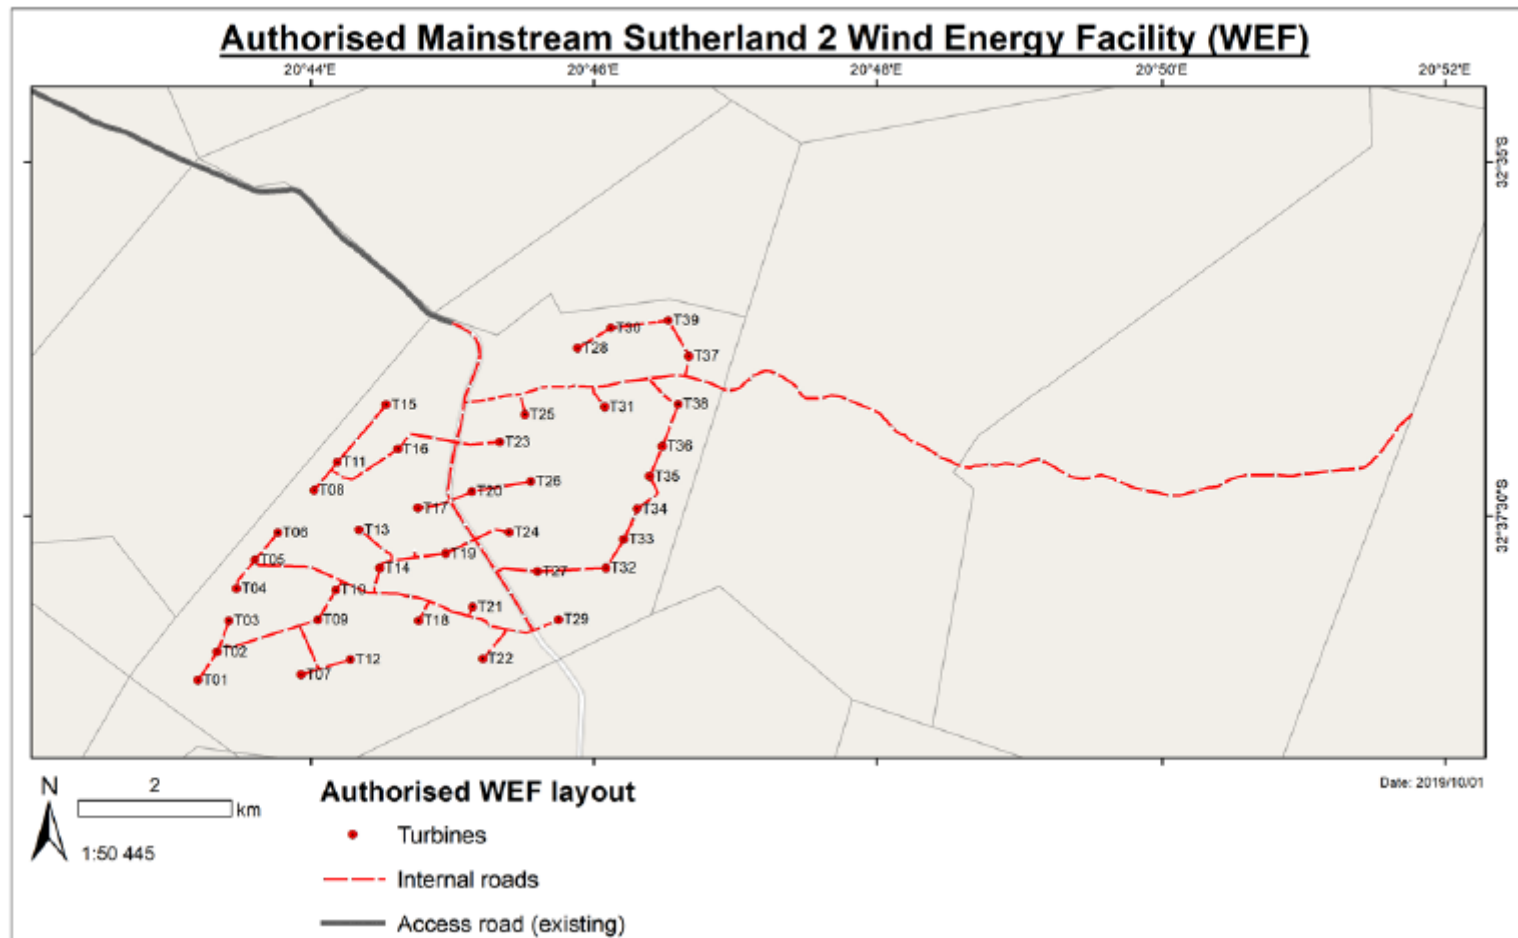 Authorised Mainstream Sutherland 2 Wind Energy Facility (WEF)
20°44'E 20°46'E 20°48'E 20°50'E 20°52'E
32°35'S
T39
T30
T28
T37
T15
T25
T31
T38
T23
T16
T36
T11
T35
T26
T08
T20
T17
T34
32°37'30"S
T06
T13
T24
T33
T19
T05
T14
T27
T32
T04
T10
T21
T03
T09
T18
T29
T02
T12
T22
T01
T07
N
2
km
1:50 445
Date: 2019/10/01
Authorised WEF layout
Turbines
Internal roads
Access road (existing)